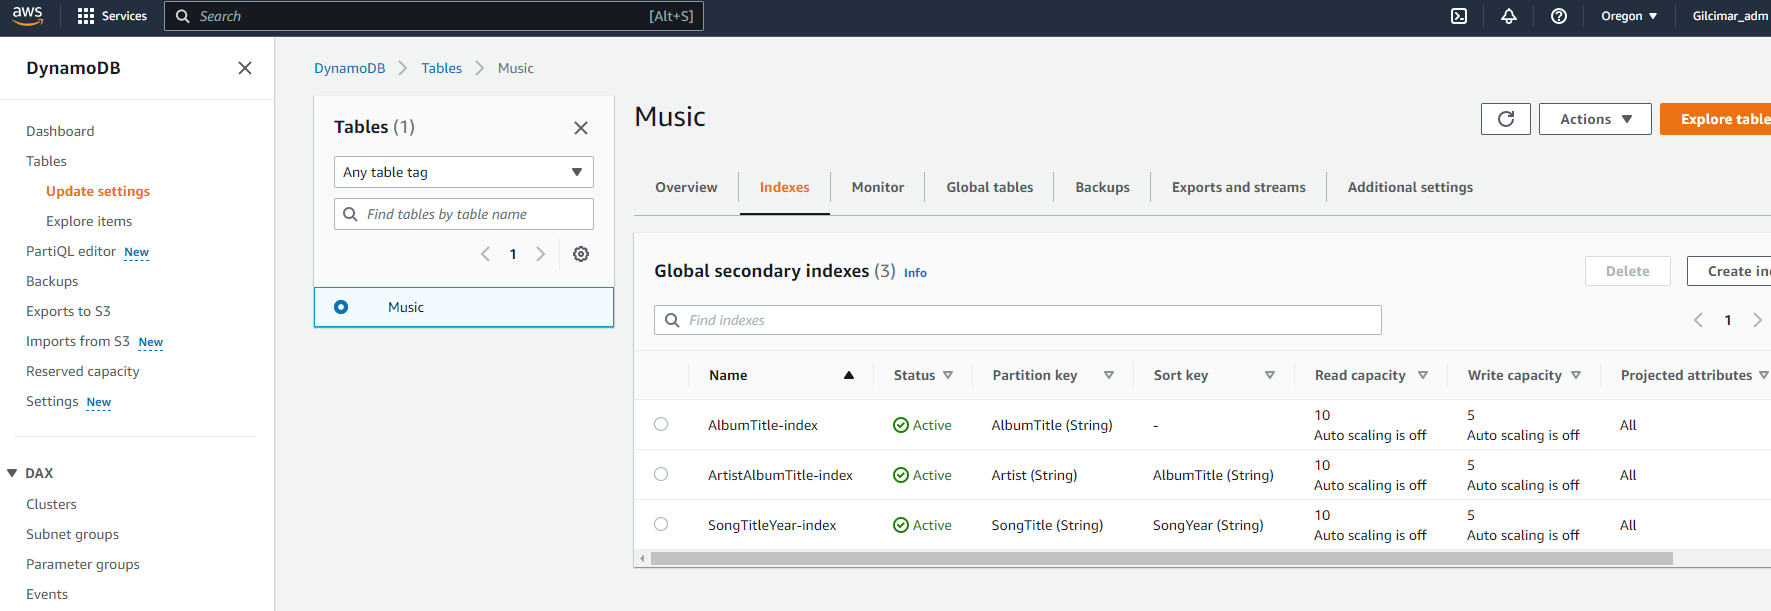 aws Services Search [Alt+S] Oregon Gilcimar_adm
DynamoDB
Dashboard
Tables
Update settings
Explore items
PartiQL editor New
Backups
Exports to S3
Imports from S3 New
Reserved capacity
Settings New
DAX
Clusters
Subnet groups
Parameter groups
Events
DynamoDB Tables Music
Tables (1)
Any table tag
Find tables by table name
1
Music
Music
Actions Explore table
Overview Indexes Monitor Global tables Backups Exports and streams Additional settings
Global secondary indexes (3) Info Delete Create in
Find indexes 1
Name Status Partition key Sort key Read capacity Write capacity Projected attributes
AlbumTitle-index Active AlbumTitle (String) - 10 Auto scaling is off 5 Auto scaling is off All
ArtistAlbumTitle-index Active Artist (String) AlbumTitle (String) 10 Auto scaling is off 5 Auto scaling is off All
SongTitleYear-index Active SongTitle (String) SongYear (String) 10 Auto scaling is off 5 Auto scaling is off All